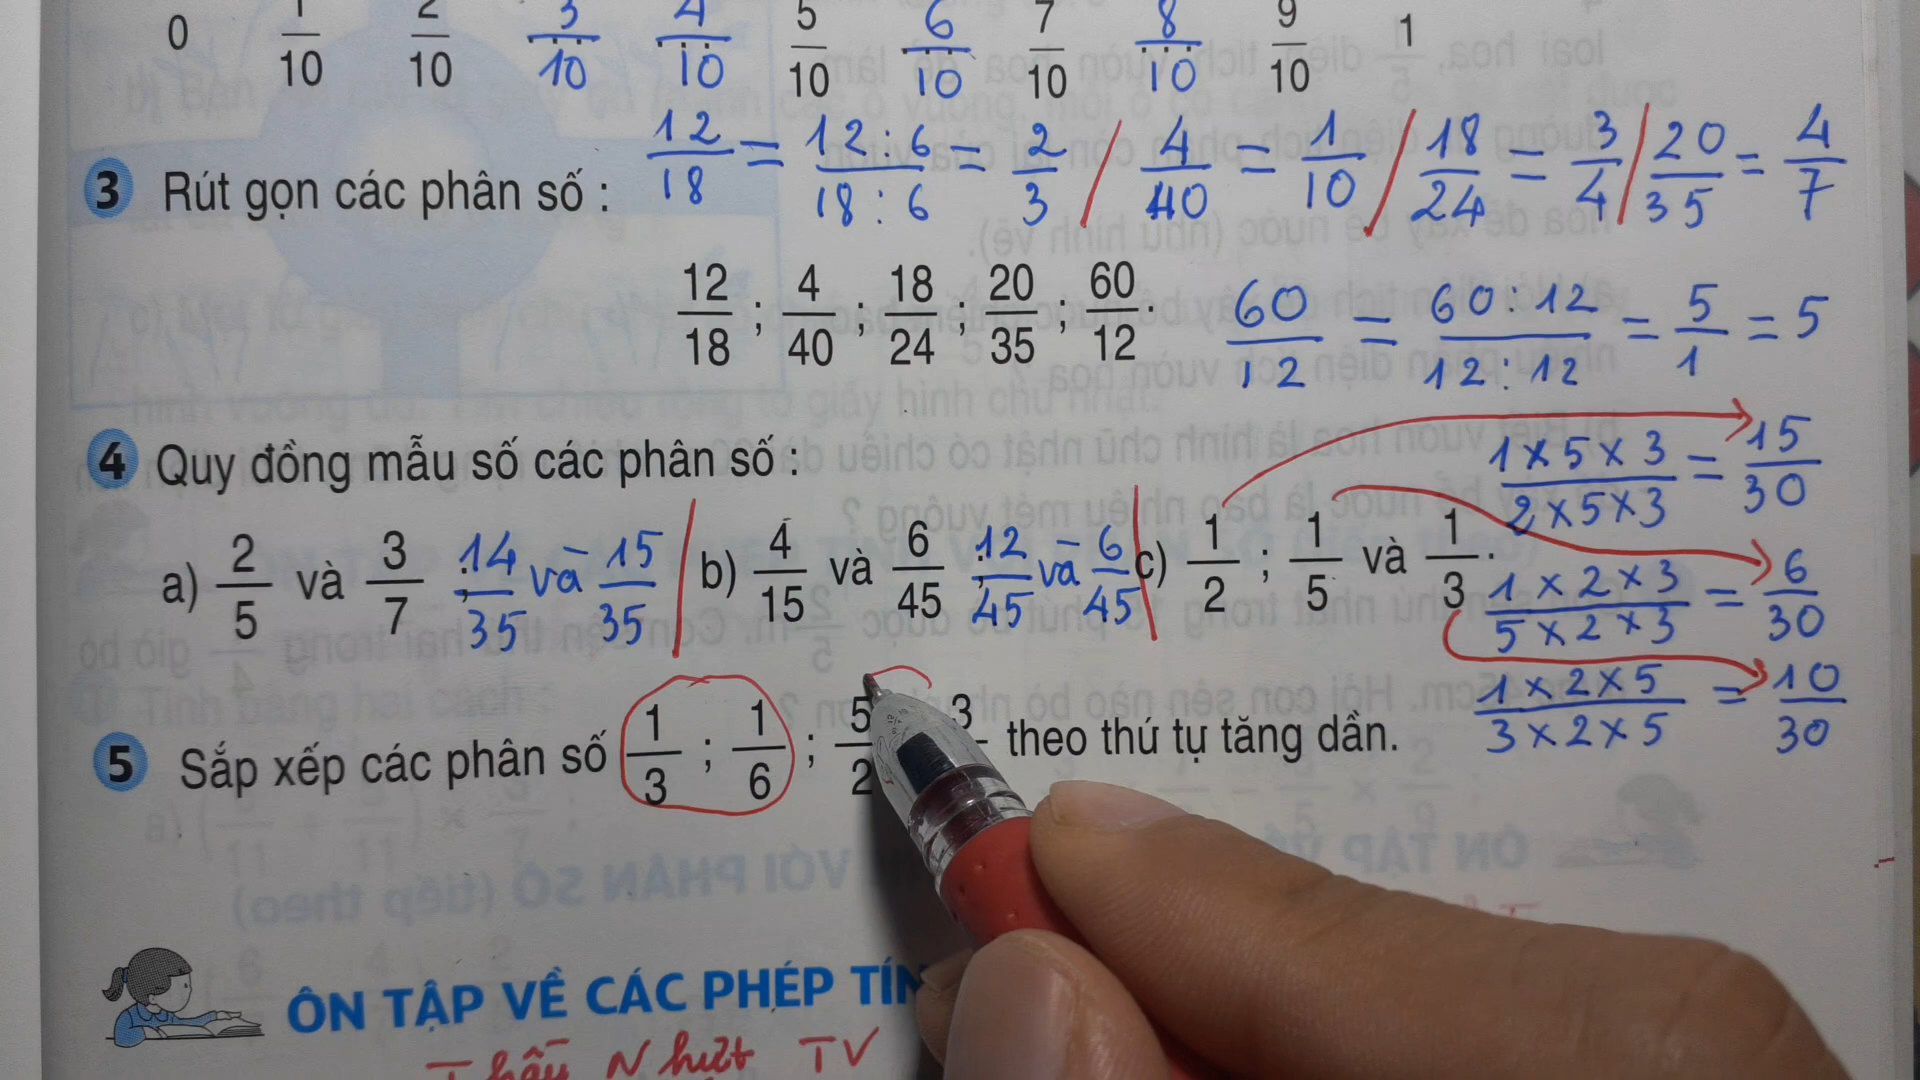 0 1/10 2/10 3/10 4/10 5/10 6/10 7/10 8/10 9/10 1
12/18 = 12:6/18:6 = 2/3 / 4/40 = 1/10 / 18/24 = 3/4 / 20/35 = 4/7
3 Rút gọn các phân số :
12/18 ; 4/40 ; 18/24 ; 20/35 ; 60/12 .
60/12 = 60:12/12:12 = 5/1 = 5
4 Quy đồng mẫu số các phân số :
a) 2/5 và 3/7 ; 14/35 và 15/35
b) 4/15 và 6/45 ; 12/45 và 6/45
c) 1/2 ; 1/5 và 1/3 .
1×5×3/2×5×3 = 15/30
1×2×3/5×2×3 = 6/30
1×2×5/3×2×5 = 10/30
5 Sắp xếp các phân số 1/3 ; 1/6 ; 5/2 3 theo thứ tự tăng dần.
ÔN TẬP VỀ CÁC PHÉP
Thầy Nhựt TV